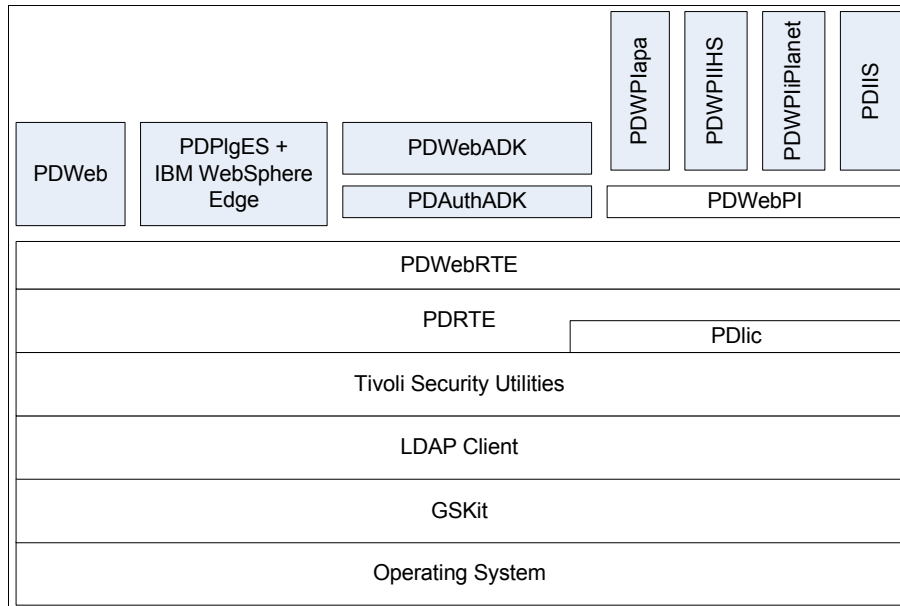 PDWPIapa
PDWPIIHS
PDWPIiPlanet
PDIIS
PDWeb
PDPlgES +
IBM WebSphere
Edge
PDWebADK
PDAuthADK
PDWebPI
PDWebRTE
PDRTE
PDlic
Tivoli Security Utilities
LDAP Client
GSKit
Operating System